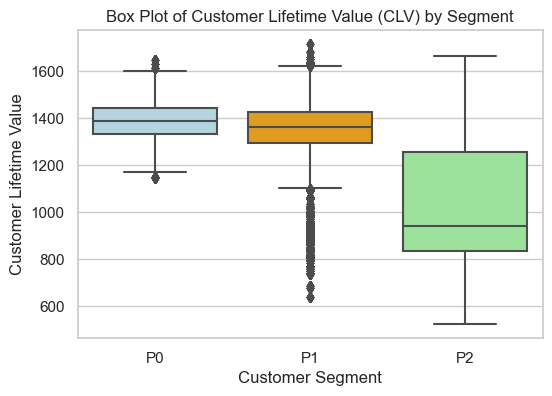 Box Plot of Customer Lifetime Value (CLV) by Segment
Customer Lifetime Value
1600
1400
1200
1000
800
600
P0 P1 P2
Customer Segment